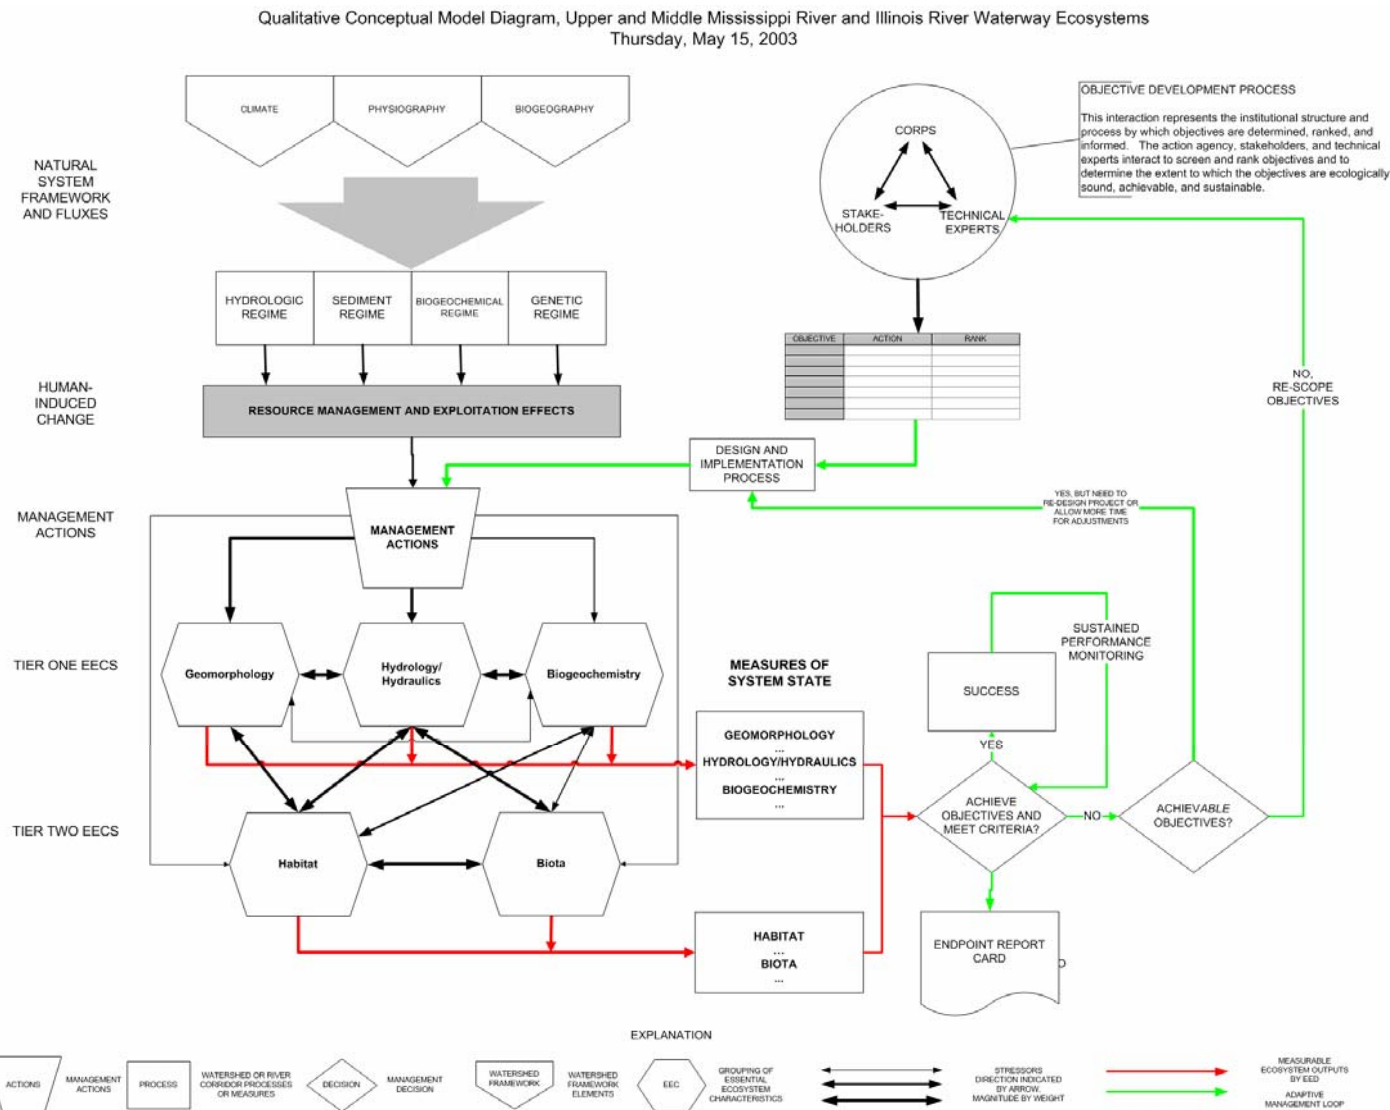 Qualitative Conceptual Model Diagram, Upper and Middle Mississippi River and Illinois River Waterway Ecosystems
Thursday, May 15, 2003
CLIMATE
PHYSIOGRAPHY
BIOGEOGRAPHY
NATURAL
SYSTEM
FRAMEWORK
AND FLUXES
CORPS
STAKE-
HOLDERS
TECHNICAL
EXPERTS
OBJECTIVE DEVELOPMENT PROCESS
This interaction represents the institutional structure and
process by which objectives are determined, ranked, and
informed. The action agency, stakeholders, and technical
experts interact to screen and rank objectives and to
determine the extent to which the objectives are ecologically
sound, achievable, and sustainable.
HYDROLOGIC
REGIME
SEDIMENT
REGIME
BIOGEOCHEMICAL
REGIME
GENETIC
REGIME
OBJECTIVE
ACTION
RANK
HUMAN-
INDUCED
CHANGE
RESOURCE MANAGEMENT AND EXPLOITATION EFFECTS
NO,
RE-SCOPE
OBJECTIVES
DESIGN AND
IMPLEMENTATION
PROCESS
YES, BUT NEED TO
RE-DESIGN PROJECT OR
ALLOW MORE TIME
FOR ADJUSTMENTS
MANAGEMENT
ACTIONS
MANAGEMENT
ACTIONS
TIER ONE EECS
Geomorphology
Hydrology/
Hydraulics
Biogeochemistry
MEASURES OF
SYSTEM STATE
SUSTAINED
PERFORMANCE
MONITORING
SUCCESS
YES
GEOMORPHOLOGY
...
HYDROLOGY/HYDRAULICS
...
BIOGEOCHEMISTRY
...
TIER TWO EECS
ACHIEVE
OBJECTIVES AND
MEET CRITERIA?
NO
ACHIEVABLE
OBJECTIVES?
Habitat
Biota
HABITAT
...
BIOTA
...
ENDPOINT REPORT
CARD
EXPLANATION
ACTIONS
MANAGEMENT
ACTIONS
PROCESS
WATERSHED OR RIVER
CORRIDOR PROCESSES
OR MEASURES
DECISION
MANAGEMENT
DECISION
WATERSHED
FRAMEWORK
WATERSHED
FRAMEWORK
ELEMENTS
EEC
GROUPING OF
ESSENTIAL
ECOSYSTEM
CHARACTERISTICS
STRESSORS
DIRECTION INDICATED
BY ARROW.
MAGNITUDE BY WEIGHT
MEASURABLE
ECOSYSTEM OUTPUTS
BY EED
ADAPTIVE
MANAGEMENT LOOP